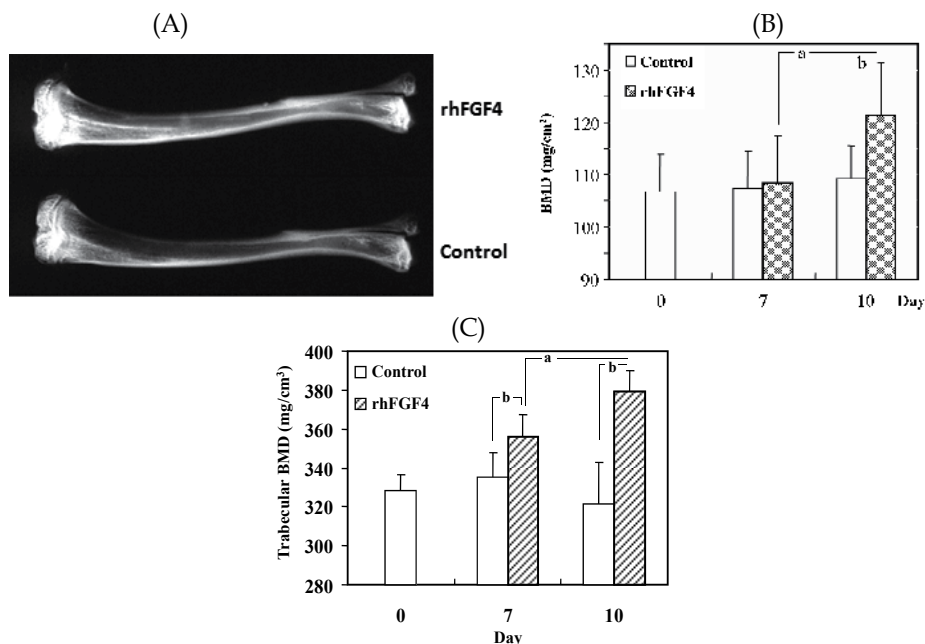 (A)
rhFGF4
Control
(B)
a
b
Control
rhFGF4
BMD (mg/cm²)
130
120
110
100
90
0 7 10 Day
(C)
Control
rhFGF4
a
b
b
Trabecular BMD (mg/cm³)
400
380
360
340
320
300
280
0 7 10
Day